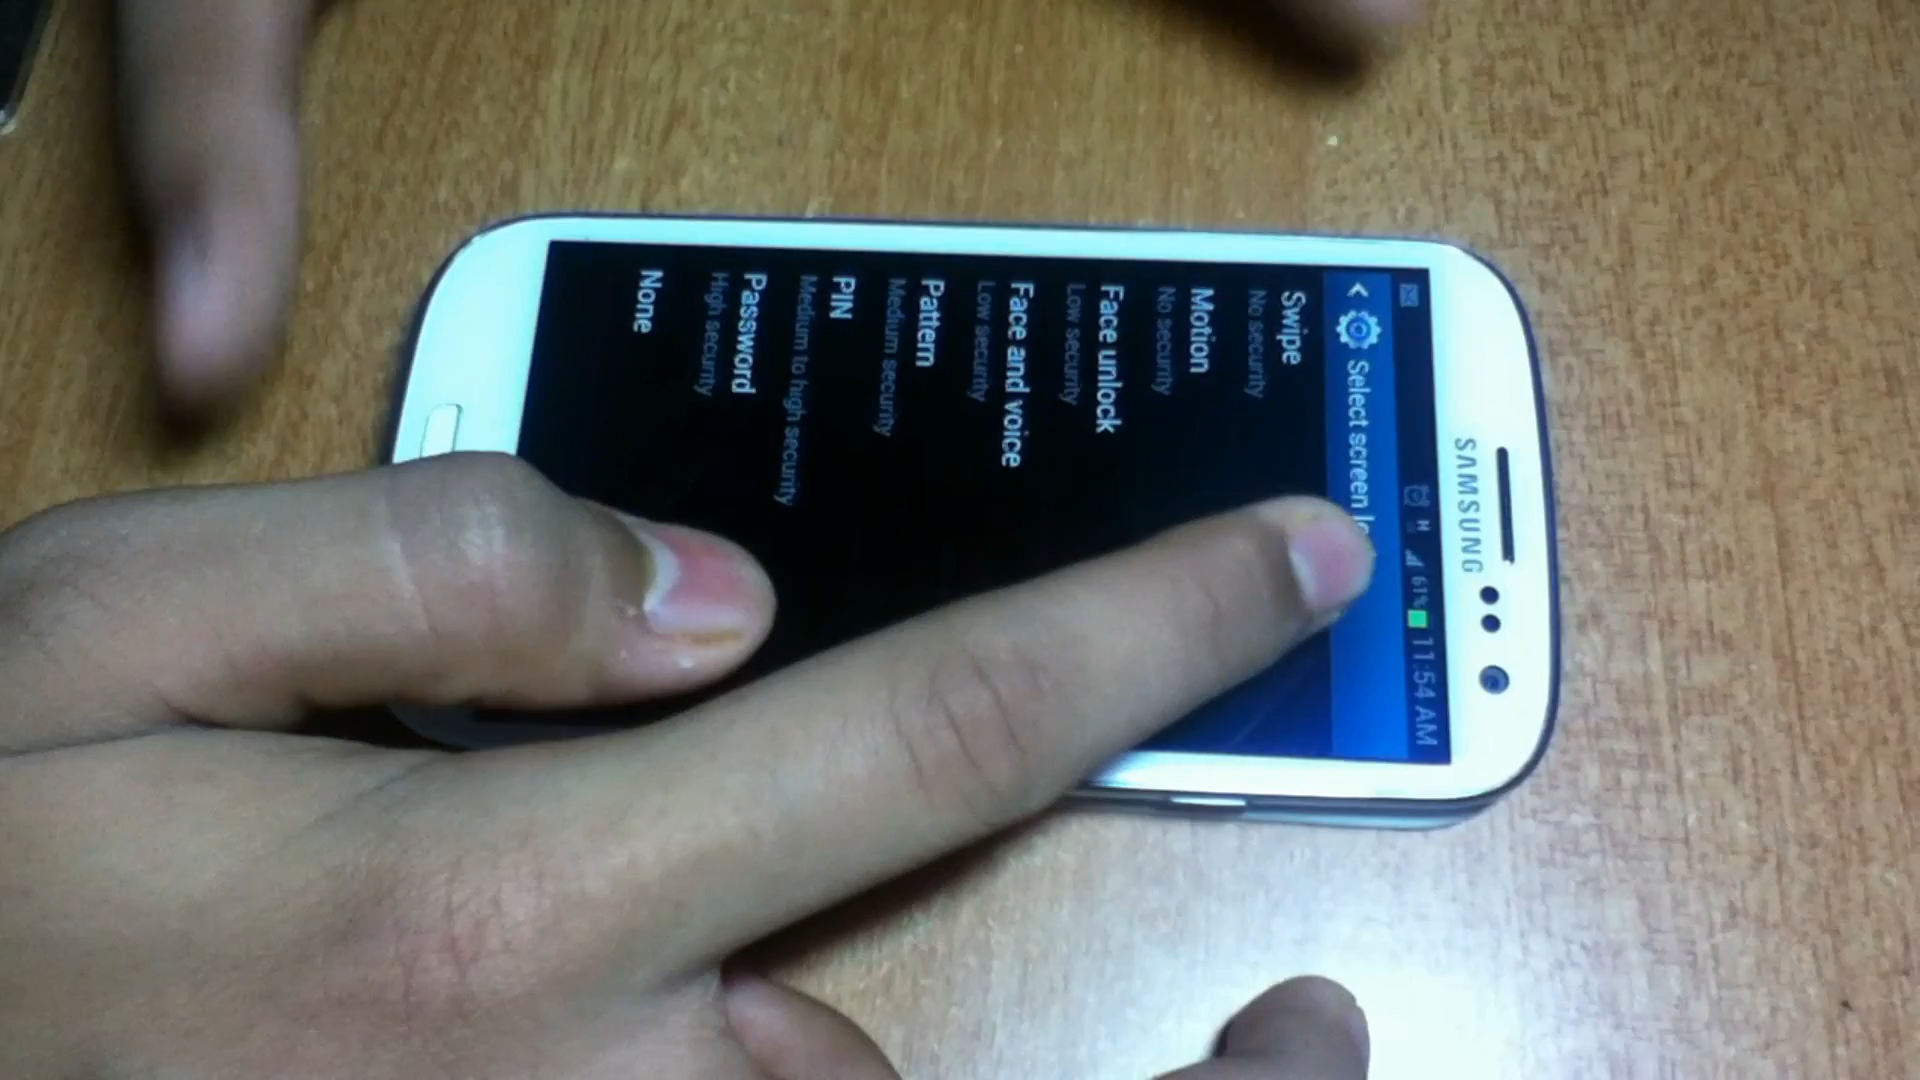 SAMSUNG
H 61% 11:54 AM
Select screen
Swipe
No security
Motion
No security
Face unlock
Low security
Face and voice
Low security
Pattern
Medium security
PIN
Medium to high security
Password
High security
None